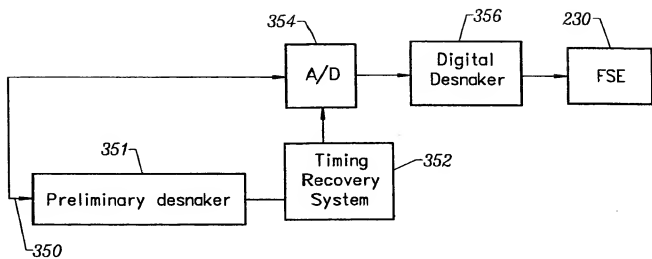 354
356
230
A/D
Digital
Desnaker
FSE
351
Timing
Recovery
System
352
Preliminary desnaker
350